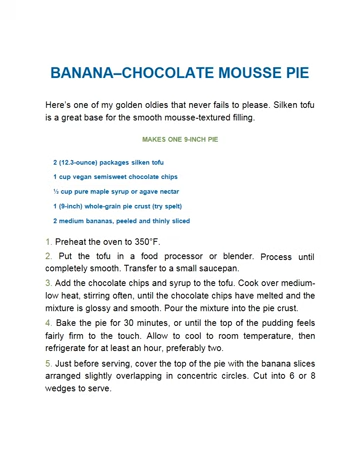 BANANA–CHOCOLATE MOUSSE PIE
Here's one of my golden oldies that never fails to please. Silken tofu
is a great base for the smooth mousse-textured filling.
MAKES ONE 9-INCH PIE
2 (12.3-ounce) packages silken tofu
1 cup vegan semisweet chocolate chips
½ cup pure maple syrup or agave nectar
1 (9-inch) whole-grain pie crust (try spelt)
2 medium bananas, peeled and thinly sliced
1. Preheat the oven to 350°F.
2. Put the tofu in a food processor or blender. Process until
completely smooth. Transfer to a small saucepan.
3. Add the chocolate chips and syrup to the tofu. Cook over medium-
low heat, stirring often, until the chocolate chips have melted and the
mixture is glossy and smooth. Pour the mixture into the pie crust.
4. Bake the pie for 30 minutes, or until the top of the pudding feels
fairly firm to the touch. Allow to cool to room temperature, then
refrigerate for at least an hour, preferably two.
5. Just before serving, cover the top of the pie with the banana slices
arranged slightly overlapping in concentric circles. Cut into 6 or 8
wedges to serve.